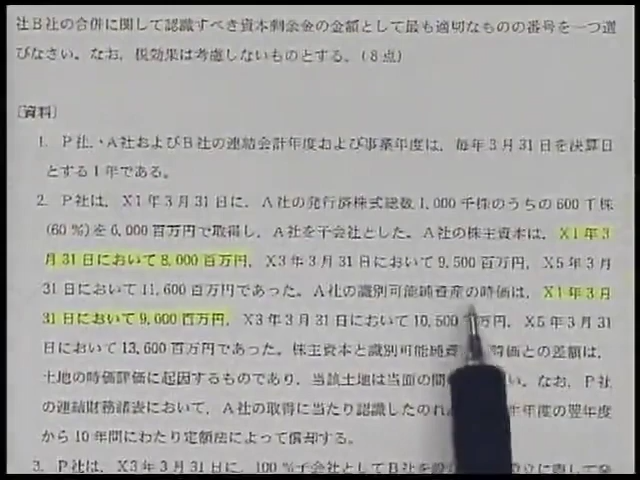 社B社の合併に関して認識すべき資本剰余金の金額として最も適切なものの番号を一つ選
びなさい。なお、税効果は考慮しないものとする。(8点)
[資料]
1. P社、A社およびB社の連結会計年度および事業年度は、毎年3月31日を決算日
とする1年である。
2. P社は、X1年3月31日に、A社の発行済株式総数1,000千株のうちの600千株
(60%)を6,000百万円で取得し、A社を子会社とした。A社の株主資本は、X1年3
月31日において8,000百万円、X3年3月31日において9,500百万円、X5年3月
31日において11,600百万円であった。A社の識別可能純資産の時価は、X1年3月
31日において9,000百万円、X3年3月31日において10,500百万円、X5年3月31
日において13,600百万円であった。株主資本と識別可能純資 時価との差額は、
土地の時価評価に起因するものであり、当該土地は当面の間 い。なお、P社
の連結財務諸表において、A社の取得に当たり認識したのれ 年度の翌年度
から10年間にわたり定額法によって償却する。
3. P社は、X3年3月31日に、100%子会社としてB社を設